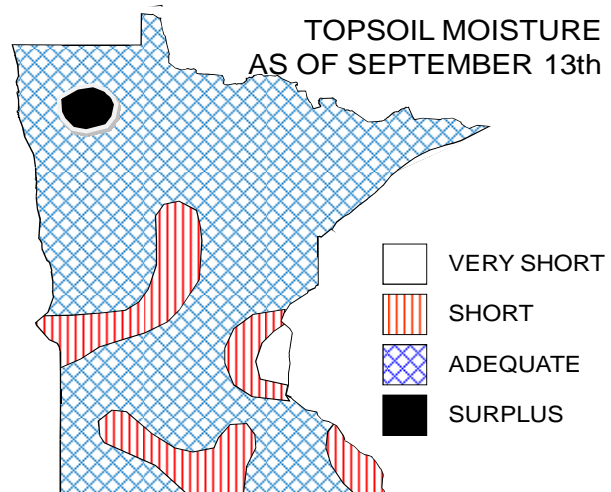 TOPSOIL MOISTURE
AS OF SEPTEMBER 13th
VERY SHORT
SHORT
ADEQUATE
SURPLUS